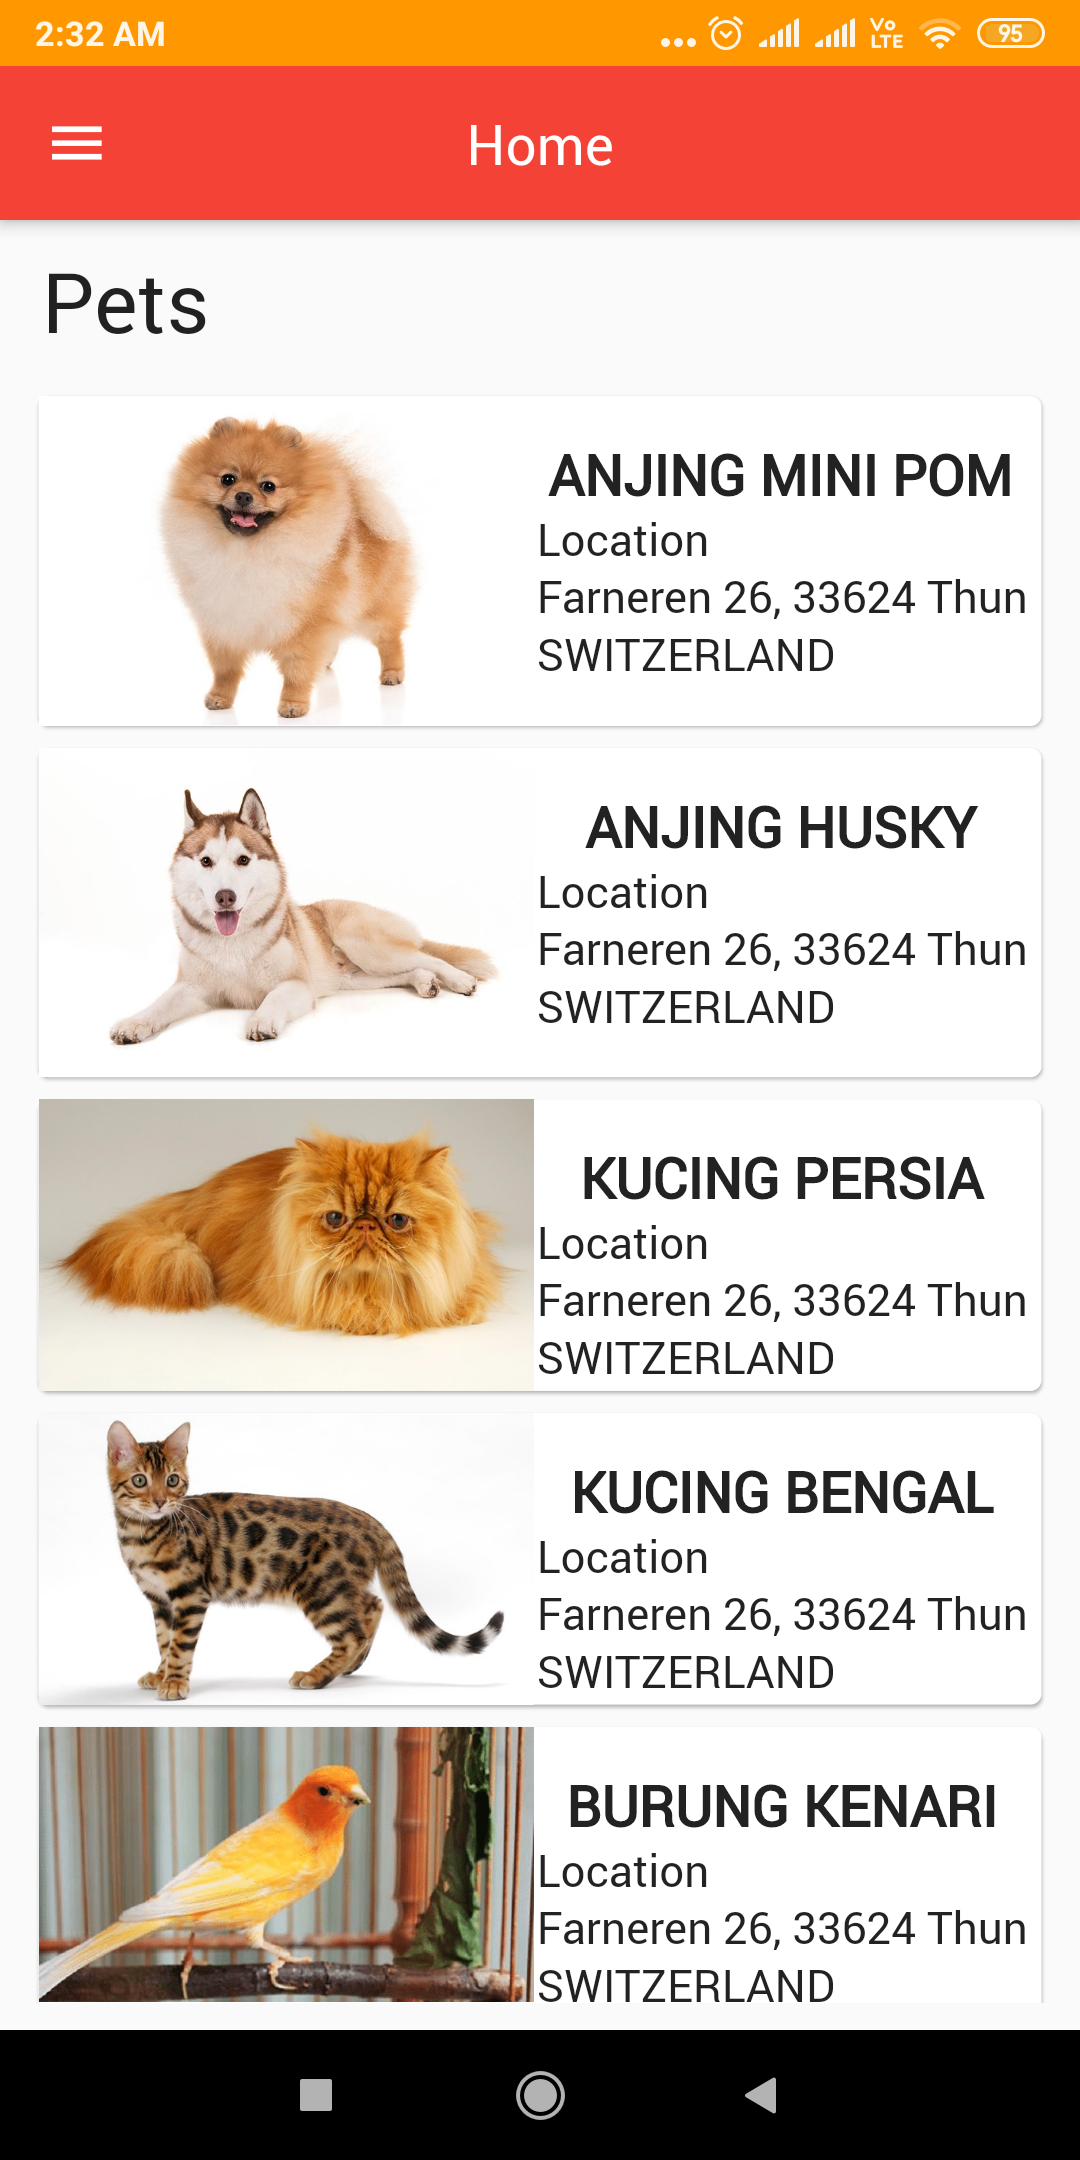 2:32 AM
Vo
LTE
95
Home
Pets
ANJING MINI POM
Location
Farneren 26, 33624 Thun
SWITZERLAND
ANJING HUSKY
Location
Farneren 26, 33624 Thun
SWITZERLAND
KUCING PERSIA
Location
Farneren 26, 33624 Thun
SWITZERLAND
KUCING BENGAL
Location
Farneren 26, 33624 Thun
SWITZERLAND
BURUNG KENARI
Location
Farneren 26, 33624 Thun
SWITZERLAND